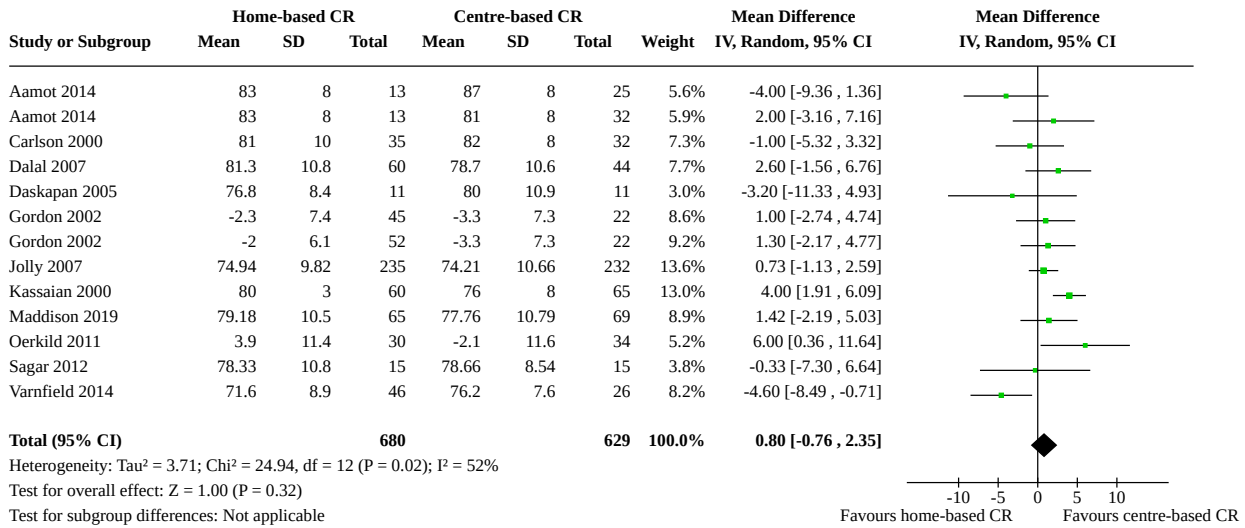 Home-based CR Centre-based CR Mean Difference Mean Difference
Study or Subgroup Mean SD Total Mean SD Total Weight IV, Random, 95% CI IV, Random, 95% CI
Aamot 2014 83 8 13 87 8 25 5.6% -4.00 [-9.36 , 1.36]
Aamot 2014 83 8 13 81 8 32 5.9% 2.00 [-3.16 , 7.16]
Carlson 2000 81 10 35 82 8 32 7.3% -1.00 [-5.32 , 3.32]
Dalal 2007 81.3 10.8 60 78.7 10.6 44 7.7% 2.60 [-1.56 , 6.76]
Daskapan 2005 76.8 8.4 11 80 10.9 11 3.0% -3.20 [-11.33 , 4.93]
Gordon 2002 -2.3 7.4 45 -3.3 7.3 22 8.6% 1.00 [-2.74 , 4.74]
Gordon 2002 -2 6.1 52 -3.3 7.3 22 9.2% 1.30 [-2.17 , 4.77]
Jolly 2007 74.94 9.82 235 74.21 10.66 232 13.6% 0.73 [-1.13 , 2.59]
Kassaian 2000 80 3 60 76 8 65 13.0% 4.00 [1.91 , 6.09]
Maddison 2019 79.18 10.5 65 77.76 10.79 69 8.9% 1.42 [-2.19 , 5.03]
Oerkild 2011 3.9 11.4 30 -2.1 11.6 34 5.2% 6.00 [0.36 , 11.64]
Sagar 2012 78.33 10.8 15 78.66 8.54 15 3.8% -0.33 [-7.30 , 6.64]
Varnfield 2014 71.6 8.9 46 76.2 7.6 26 8.2% -4.60 [-8.49 , -0.71]
Total (95% CI) 680 629 100.0% 0.80 [-0.76 , 2.35]
Heterogeneity: Tau² = 3.71; Chi² = 24.94, df = 12 (P = 0.02); I² = 52%
Test for overall effect: Z = 1.00 (P = 0.32)
Test for subgroup differences: Not applicable
-10 -5 0 5 10
Favours home-based CR Favours centre-based CR